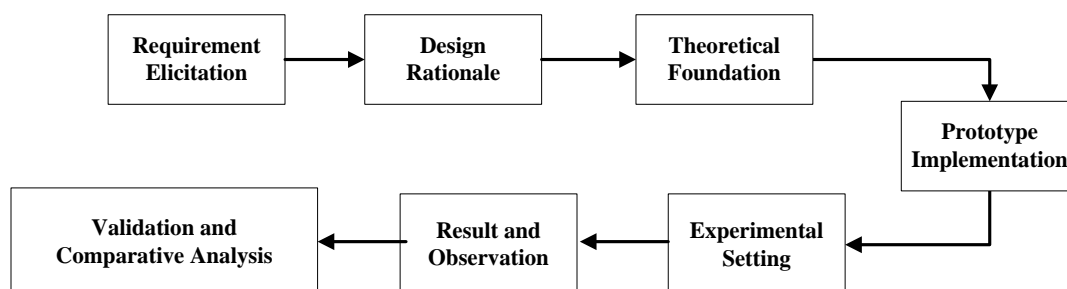 Requirement
Elicitation
Design
Rationale
Theoretical
Foundation
Prototype
Implementation
Experimental
Setting
Result and
Observation
Validation and
Comparative Analysis